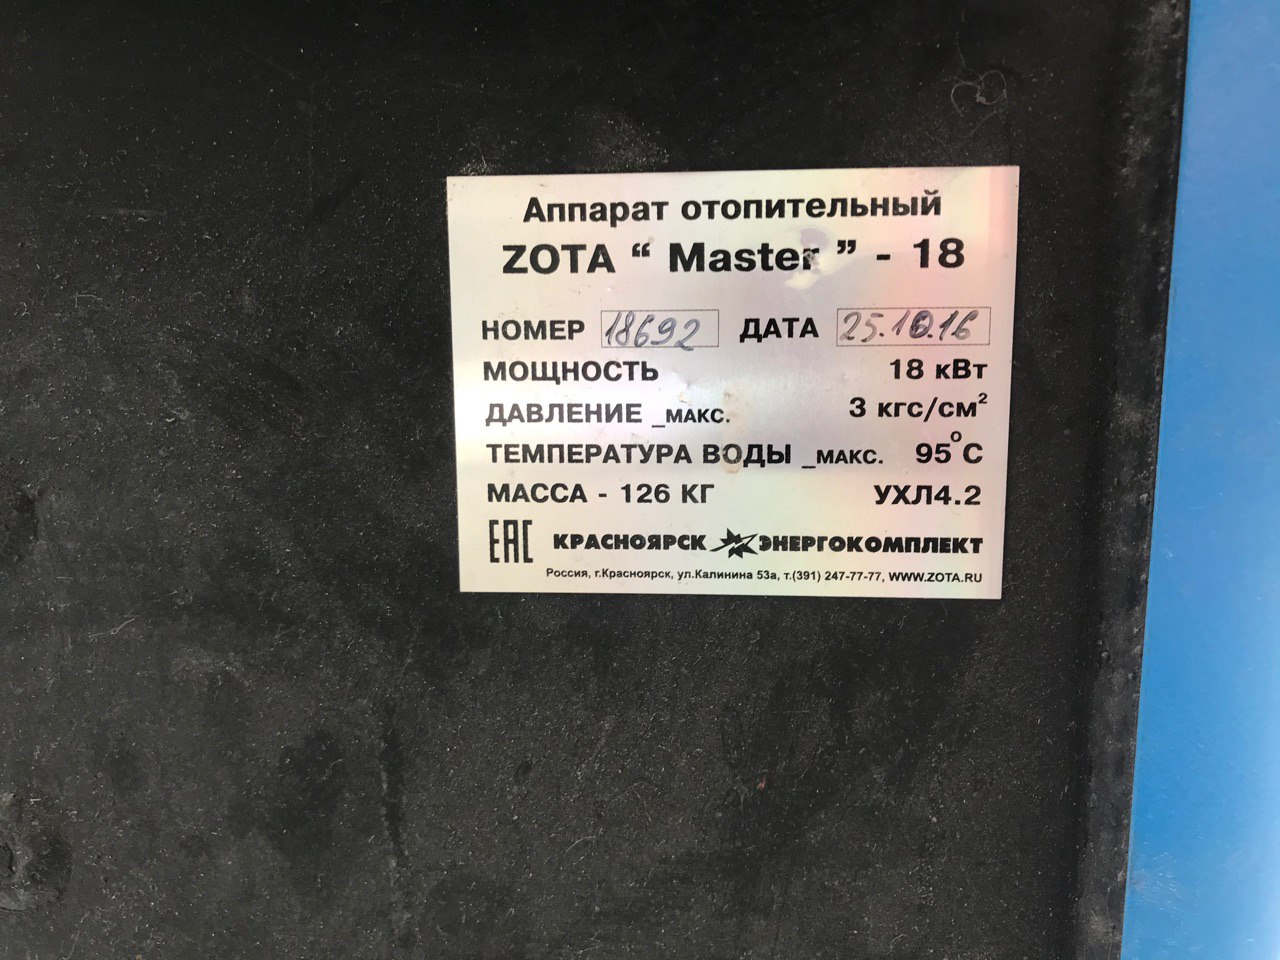 Аппарат отопительный
ZOTA “ Master ” - 18
НОМЕР 18692 ДАТА 25.10.16
МОЩНОСТЬ 18 кВт
ДАВЛЕНИЕ _МАКС. 3 кгс/см²
ТЕМПЕРАТУРА ВОДЫ _МАКС. 95°С
МАССА - 126 КГ УХЛ4.2
EAC КРАСНОЯРСК ЭНЕРГОКОМПЛЕКТ
Россия, г.Красноярск, ул.Калинина 53а, т.(391) 247-77-77, WWW.ZOTA.RU